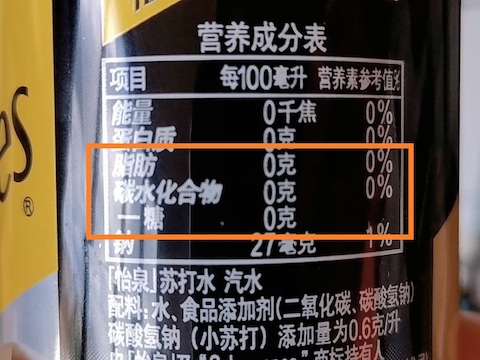 营养成分表
项目 每100毫升 营养素参考值%
能量 0千焦 0%
蛋白质 0克 0%
脂肪 0克 0%
碳水化合物 0克 0%
—糖 0克
钠 27毫克 1%
「怡泉」苏打水 汽水
配料:水、食品添加剂(二氧化碳、碳酸氢钠)
碳酸氢钠(小苏打)添加量为0.6克/升
es®